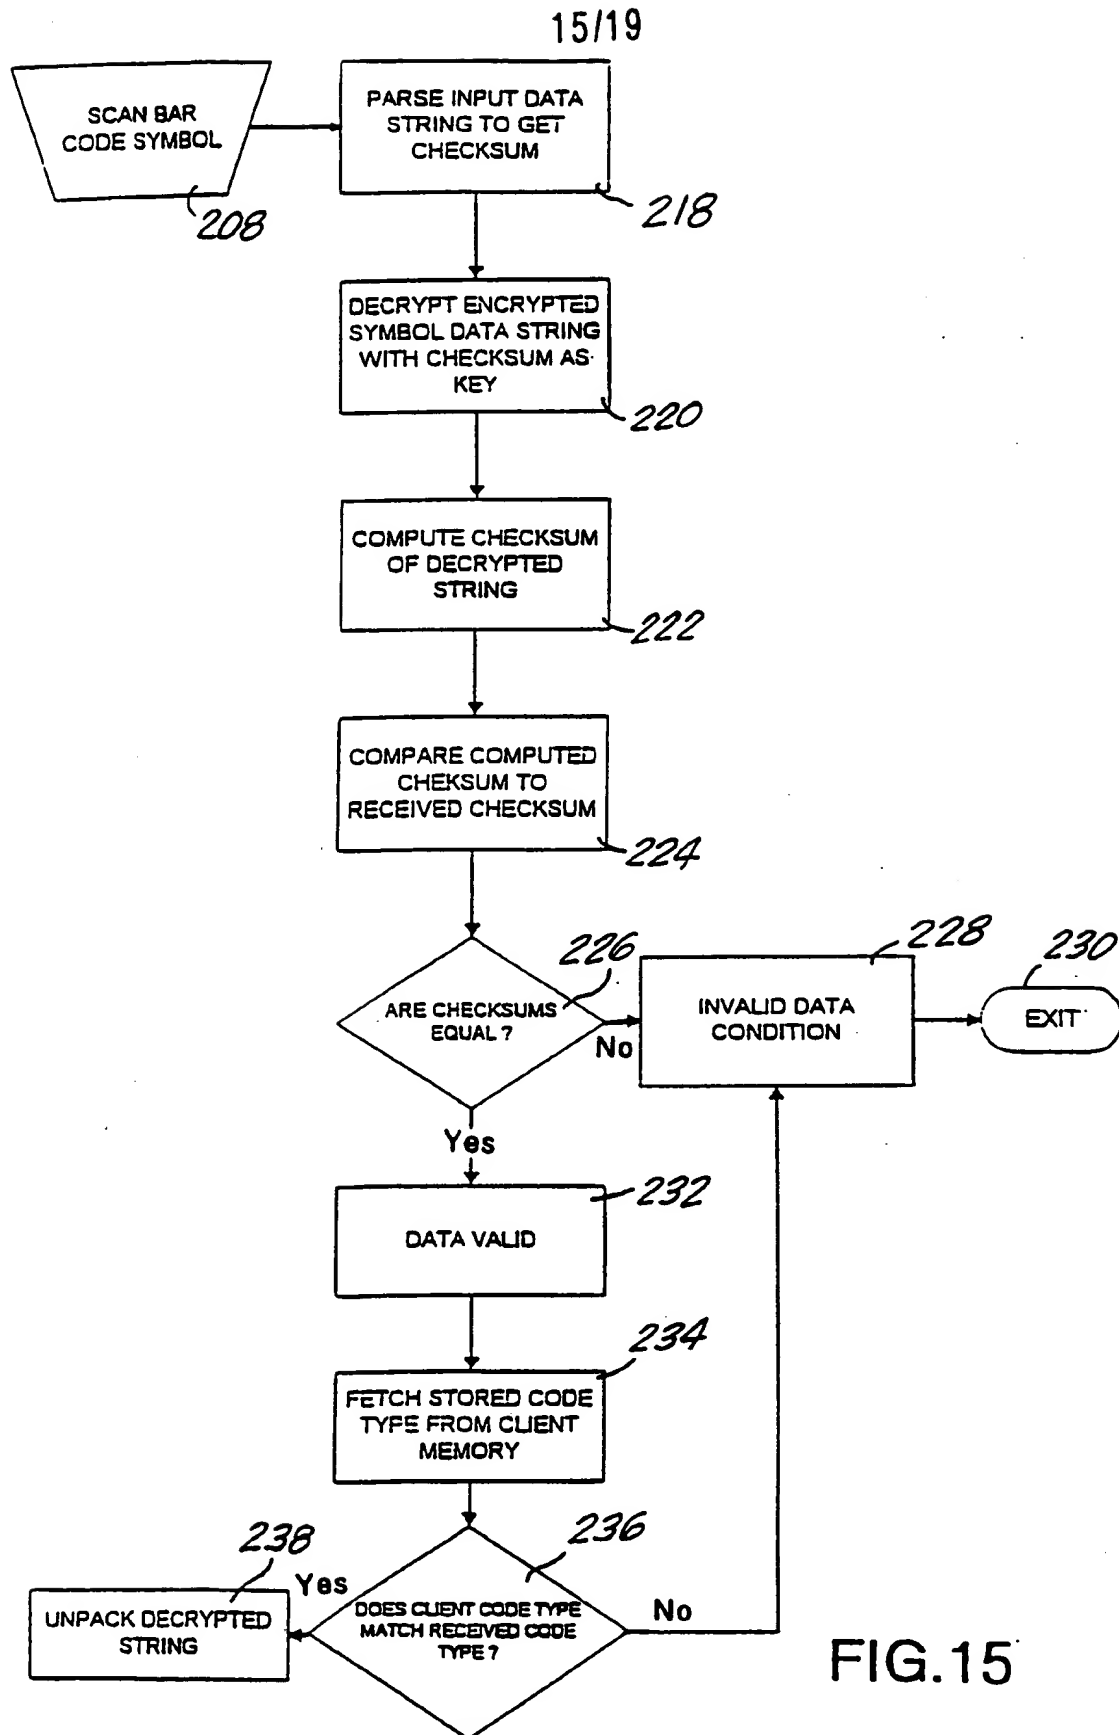 15/19
SCAN BAR
CODE SYMBOL
208
PARSE INPUT DATA
STRING TO GET
CHECKSUM
218
DECRYPT ENCRYPTED
SYMBOL DATA STRING
WITH CHECKSUM AS
KEY
220
COMPUTE CHECKSUM
OF DECRYPTED
STRING
222
COMPARE COMPUTED
CHEKSUM TO
RECEIVED CHECKSUM
224
226
ARE CHECKSUMS
EQUAL ?
No
228
INVALID DATA
CONDITION
230
EXIT
Yes
232
DATA VALID
234
FETCH STORED CODE
TYPE FROM CLIENT
MEMORY
236
DOES CLIENT CODE TYPE
MATCH RECEIVED CODE
TYPE ?
No
Yes
238
UNPACK DECRYPTED
STRING
FIG.15